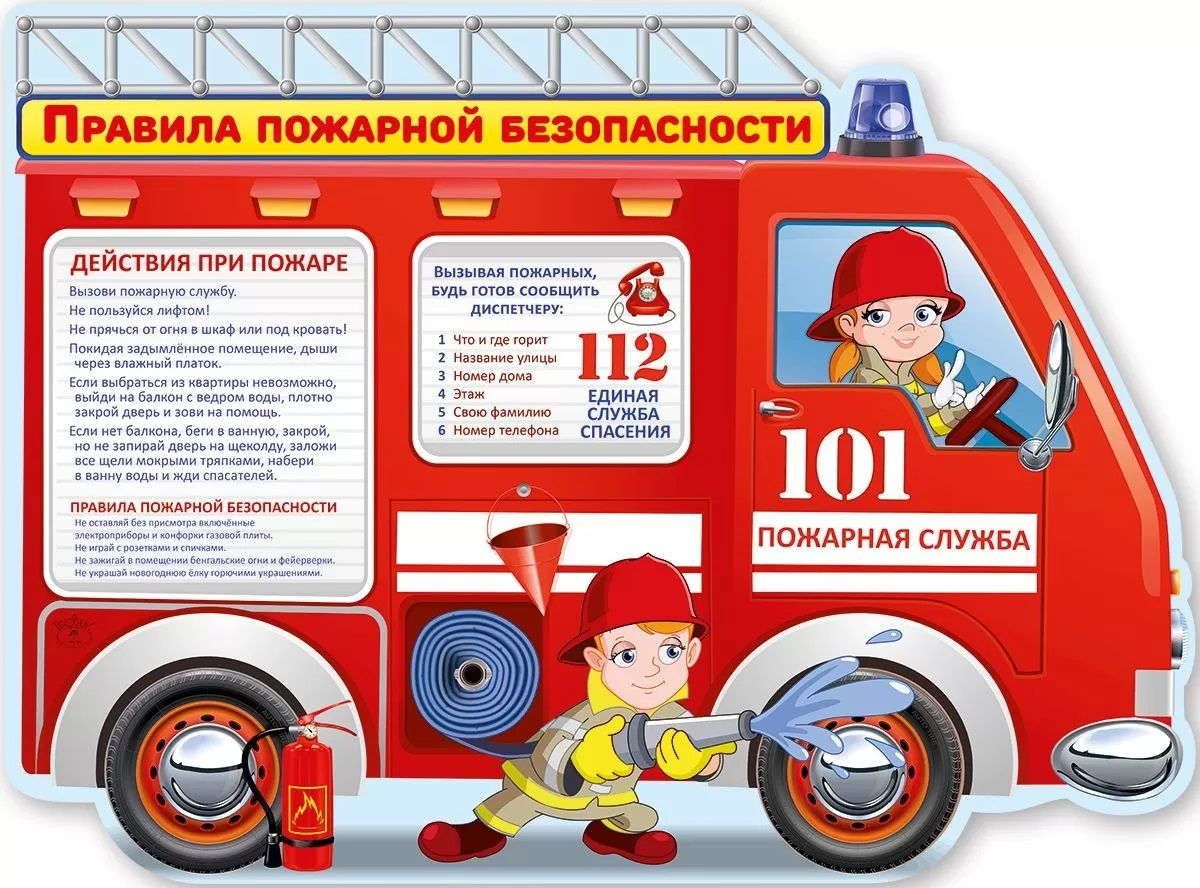 Правила пожарной безопасности
ДЕЙСТВИЯ ПРИ ПОЖАРЕ
Вызови пожарную службу.
Не пользуйся лифтом!
Не прячься от огня в шкаф или под кровать!
Покидая задымлённое помещение, дыши
через влажный платок.
Если выбраться из квартиры невозможно,
выйди на балкон с ведром воды, плотно
закрой дверь и зови на помощь.
Если нет балкона, беги в ванную, закрой,
но не запирай дверь на щеколду, заложи
все щели мокрыми тряпками, набери
в ванну воды и жди спасателей.
ПРАВИЛА ПОЖАРНОЙ БЕЗОПАСНОСТИ
Не оставляй без присмотра включённые
электроприборы и конфорки газовой плиты.
Не играй с розетками и спичками.
Не зажигай в помещении бенгальские огни и фейерверки.
Не украшай новогоднюю ёлку горючими украшениями.
Вызывая пожарных,
будь готов сообщить
диспетчеру:
1 Что и где горит
2 Название улицы
3 Номер дома
4 Этаж
5 Свою фамилию
6 Номер телефона
112
ЕДИНАЯ
СЛУЖБА
СПАСЕНИЯ
101
ПОЖАРНАЯ СЛУЖБА